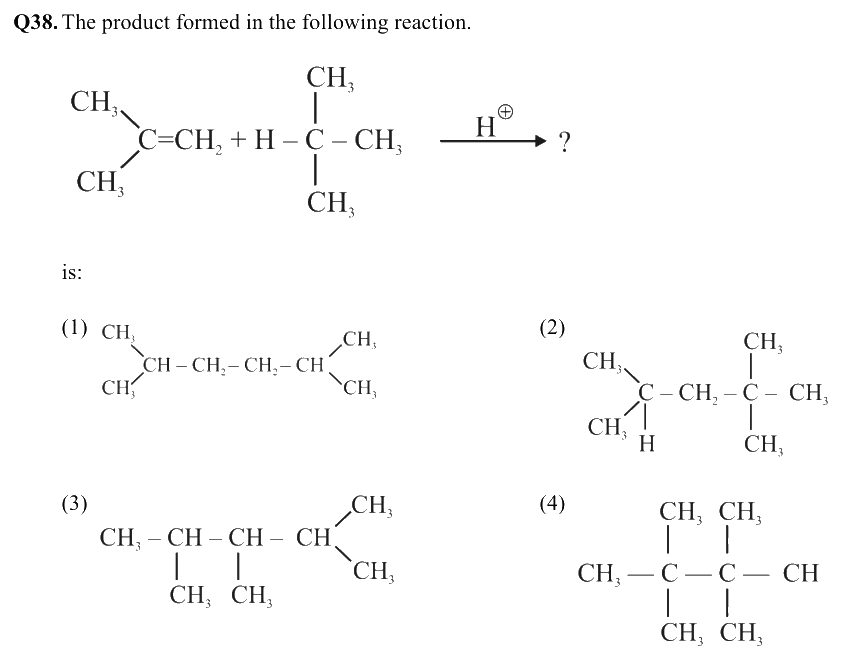 Q38. The product formed in the following reaction.
CH₃
CH₃
C=CH₂ + H – C – CH₃ H⊕ ?
CH₃
CH₃
is:
(1) CH₃ CH₃
CH – CH₂ – CH₂ – CH
CH₃ CH₃
(2) CH₃
CH₃
C – CH₂ – C – CH₃
CH₃
H CH₃
(3) CH₃
CH₃ – CH – CH – CH
CH₃
CH₃ CH₃
(4) CH₃ CH₃
CH₃ — C — C — CH
CH₃ CH₃